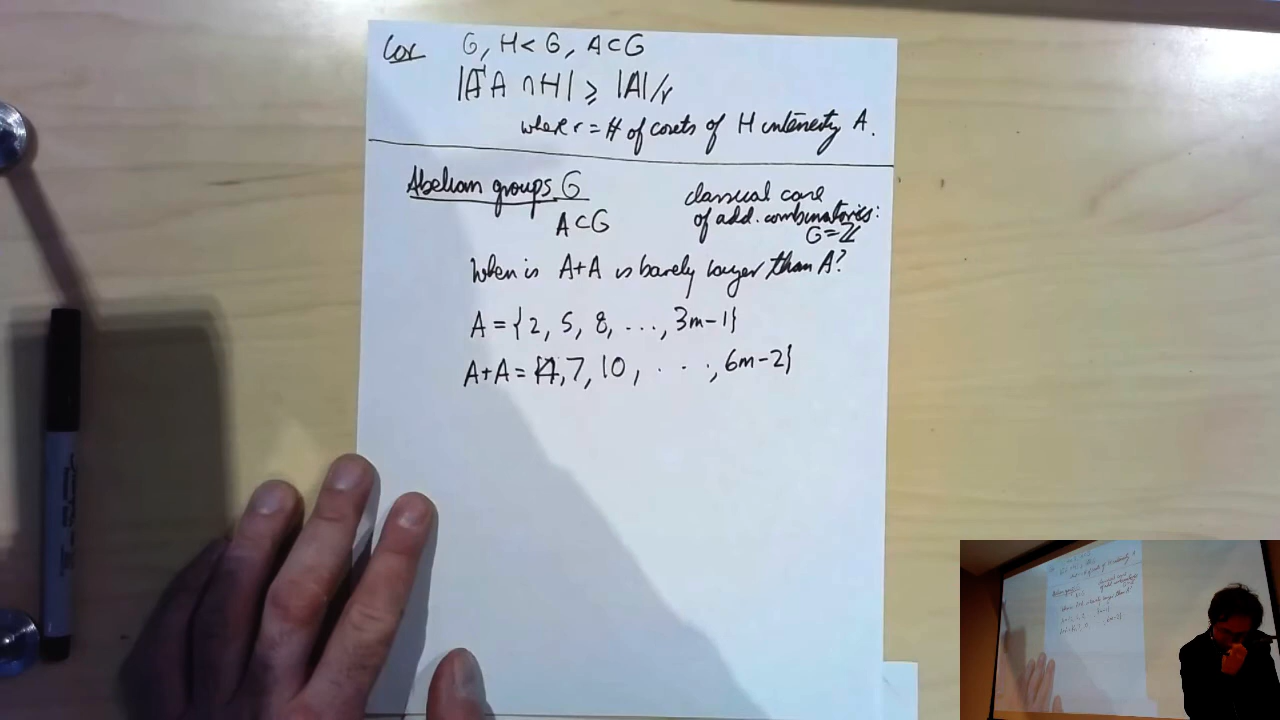 Cor G, H < G, A ⊂ G
|A⁻¹A ∩ H| ≥ |A|/r
where r = # of cosets of H intersecting A.
Abelian groups G
A ⊂ G
classical case
of add. combinatorics:
G = ℤ
When is A+A is barely larger than A?
A = {2, 5, 8, ..., 3m-1}
A+A = {4, 7, 10, . . ., 6m-2}